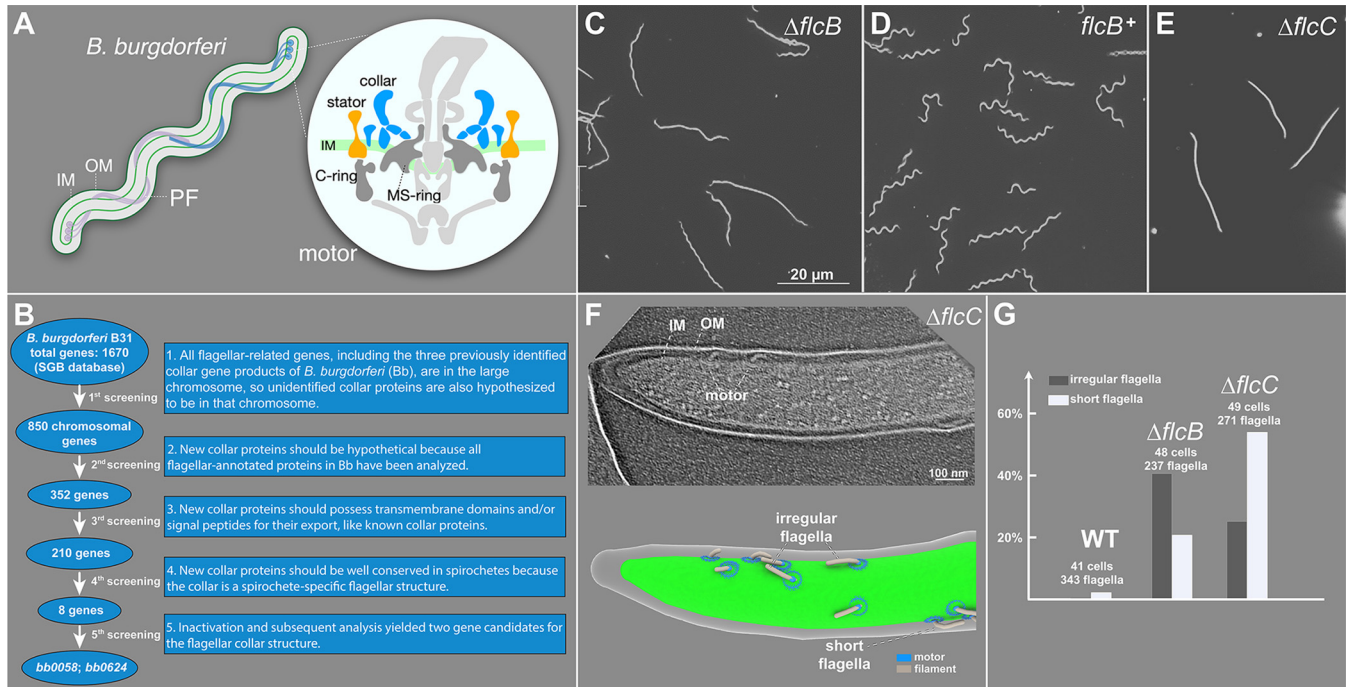 A
B. burgdorferi
collar
stator
IM
C-ring
MS-ring
motor
IM
OM
PF
B
B. burgdorferi B31
total genes: 1670
(SGB database)
1st screening
850 chromosomal
genes
2nd screening
352 genes
3rd screening
210 genes
4th screening
8 genes
5th screening
bb0058; bb0624
1. All flagellar-related genes, including the three previously identified
collar gene products of B. burgdorferi (Bb), are in the large
chromosome, so unidentified collar proteins are also hypothesized
to be in that chromosome.
2. New collar proteins should be hypothetical because all
flagellar-annotated proteins in Bb have been analyzed.
3. New collar proteins should possess transmembrane domains and/or
signal peptides for their export, like known collar proteins.
4. New collar proteins should be well conserved in spirochetes because
the collar is a spirochete-specific flagellar structure.
5. Inactivation and subsequent analysis yielded two gene candidates for
the flagellar collar structure.
C
ΔflcB
20 μm
D
flcB+
E
ΔflcC
F
ΔflcC
IM
OM
motor
100 nm
irregular
flagella
short
flagella
motor
filament
G
irregular flagella
short flagella
60%
40%
20%
WT
41 cells
343 flagella
ΔflcB
48 cells
237 flagella
ΔflcC
49 cells
271 flagella